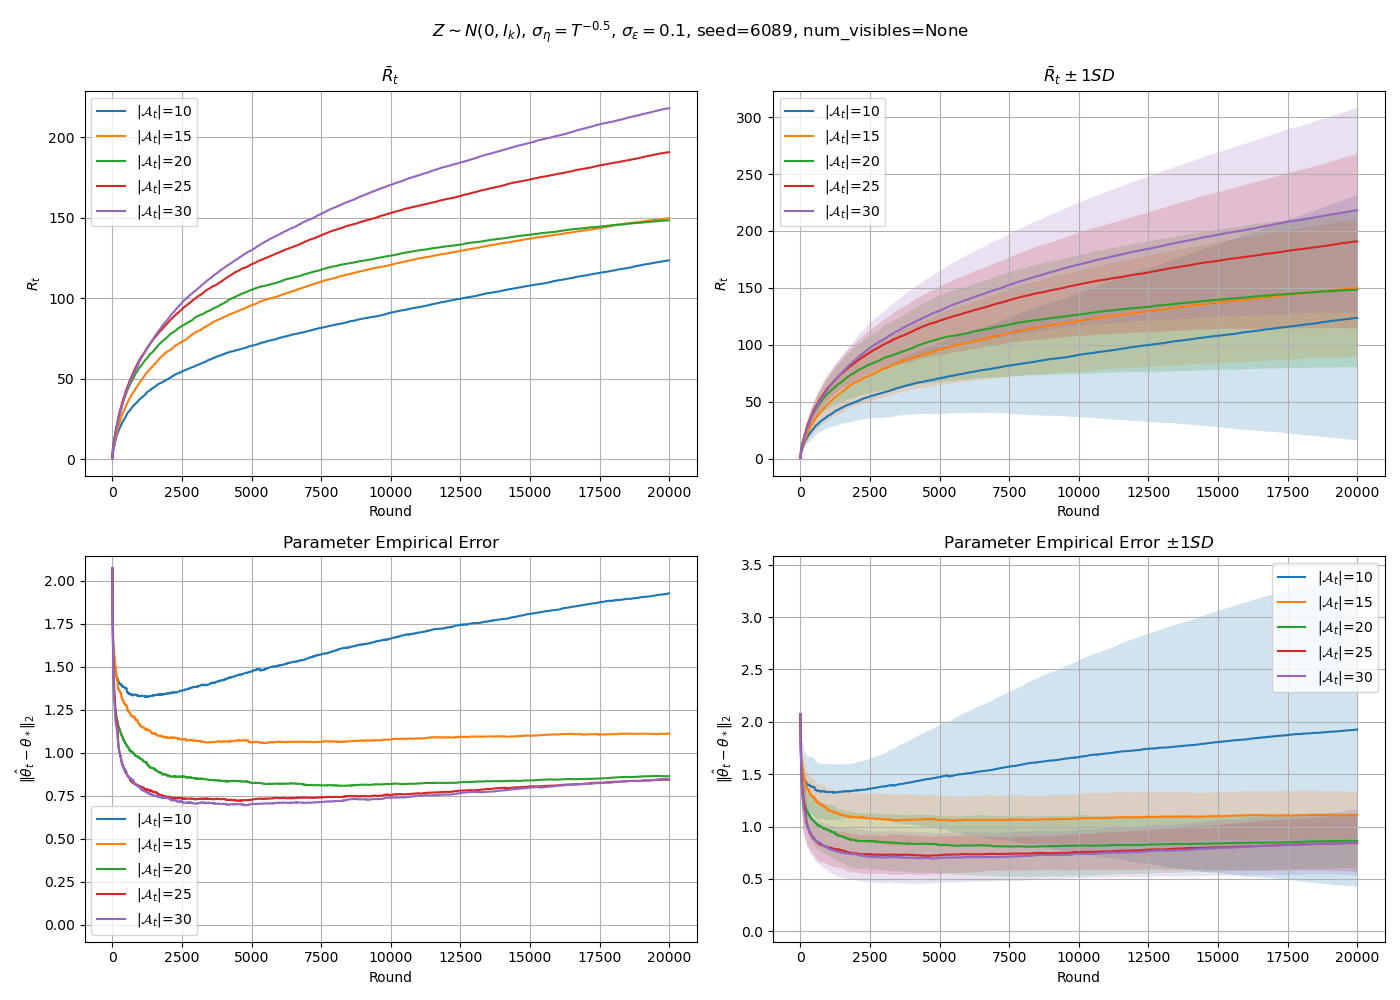 Z ∼ N(0, I_k), σ_η = T^{−0.5}, σ_ε = 0.1, seed=6089, num_visibles=None
R̄_t
|𝒜_t|=10
|𝒜_t|=15
|𝒜_t|=20
|𝒜_t|=25
|𝒜_t|=30
R_t
200
150
100
50
0
0 2500 5000 7500 10000 12500 15000 17500 20000
Round
R̄_t ± 1SD
|𝒜_t|=10
|𝒜_t|=15
|𝒜_t|=20
|𝒜_t|=25
|𝒜_t|=30
R_t
300
250
200
150
100
50
0
0 2500 5000 7500 10000 12500 15000 17500 20000
Round
Parameter Empirical Error
‖θ̂_t − θ_*‖_2
2.00
1.75
1.50
1.25
1.00
0.75
0.50
0.25
0.00
|𝒜_t|=10
|𝒜_t|=15
|𝒜_t|=20
|𝒜_t|=25
|𝒜_t|=30
0 2500 5000 7500 10000 12500 15000 17500 20000
Round
Parameter Empirical Error ±1SD
|𝒜_t|=10
|𝒜_t|=15
|𝒜_t|=20
|𝒜_t|=25
|𝒜_t|=30
‖θ̂_t − θ_*‖_2
3.5
3.0
2.5
2.0
1.5
1.0
0.5
0.0
0 2500 5000 7500 10000 12500 15000 17500 20000
Round